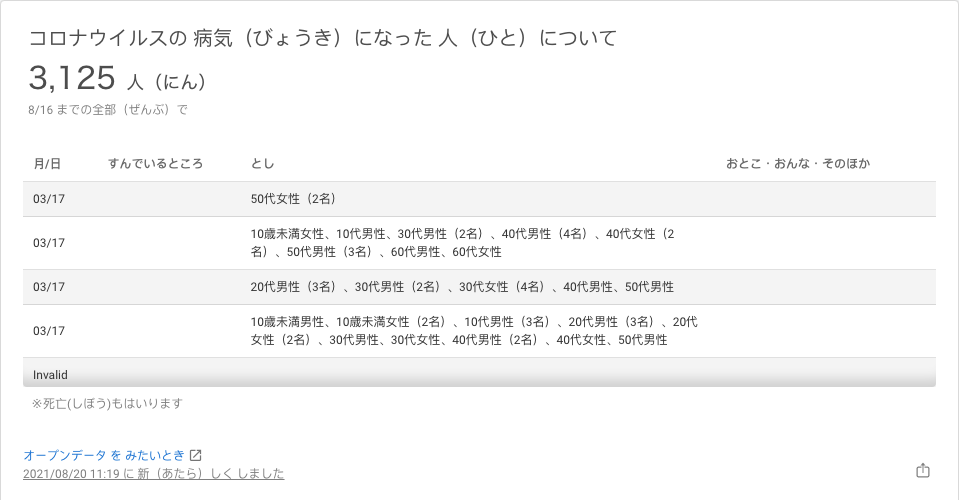 コロナウイルスの 病気（びょうき）になった 人（ひと）について
3,125 人（にん）
8/16 までの全部（ぜんぶ）で
月/日 すんでいるところ とし おとこ・おんな・そのほか
03/17 50代女性（2名）
03/17 10歳未満女性、10代男性、30代男性（2名）、40代男性（4名）、40代女性（2
名）、50代男性（3名）、60代男性、60代女性
03/17 20代男性（3名）、30代男性（2名）、30代女性（4名）、40代男性、50代男性
03/17 10歳未満男性、10歳未満女性（2名）、10代男性（3名）、20代男性（3名）、20代
女性（2名）、30代男性、30代女性、40代男性（2名）、40代女性、50代男性
Invalid
※死亡(しぼう)もはいります
オープンデータ を みたいとき
2021/08/20 11:19 に 新（あたら）しく しました